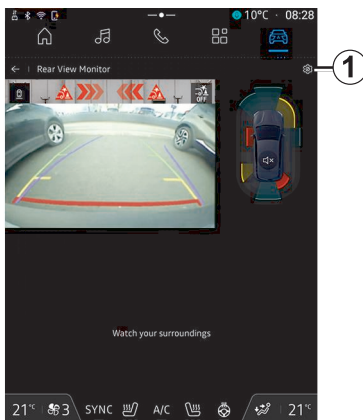 10°C · 08:28
Rear View Monitor
1
OFF
Watch your surroundings
21°C 3 SYNC A/C 21°C